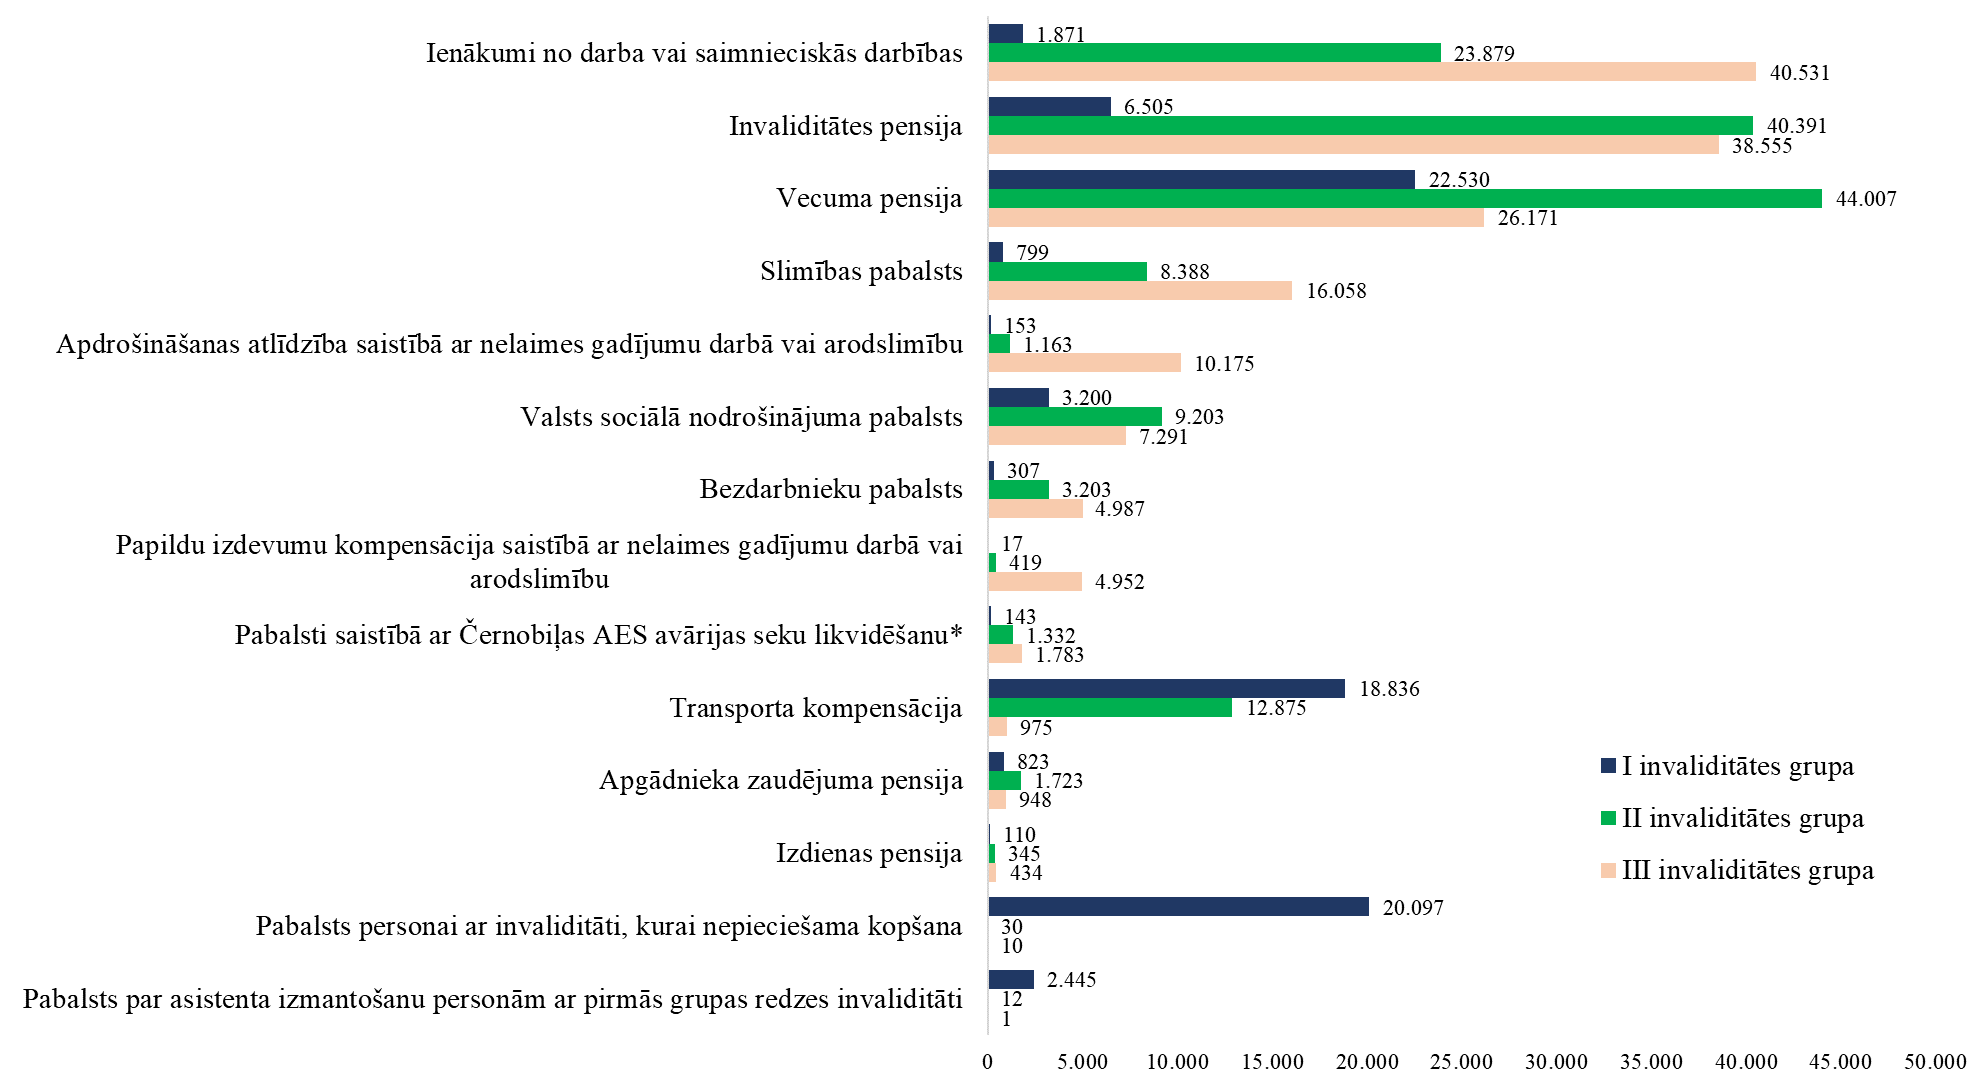 Ienākumi no darba vai saimnieciskās darbības
1.871
23.879
40.531
Invaliditātes pensija
6.505
40.391
38.555
Vecuma pensija
22.530
44.007
26.171
Slimības pabalsts
799
8.388
16.058
Apdrošināšanas atlīdzība saistībā ar nelaimes gadījumu darbā vai arodslimību
153
1.163
10.175
Valsts sociālā nodrošinājuma pabalsts
3.200
9.203
7.291
Bezdarbnieku pabalsts
307
3.203
4.987
Papildu izdevumu kompensācija saistībā ar nelaimes gadījumu darbā vai
arodslimību
17
419
4.952
Pabalsti saistībā ar Černobiļas AES avārijas seku likvidēšanu*
143
1.332
1.783
Transporta kompensācija
18.836
12.875
975
Apgādnieka zaudējuma pensija
823
1.723
948
Izdienas pensija
110
345
434
Pabalsts personai ar invaliditāti, kurai nepieciešama kopšana
20.097
30
10
Pabalsts par asistenta izmantošanu personām ar pirmās grupas redzes invaliditāti
2.445
12
1
I invaliditātes grupa
II invaliditātes grupa
III invaliditātes grupa
0 5.000 10.000 15.000 20.000 25.000 30.000 35.000 40.000 45.000 50.000